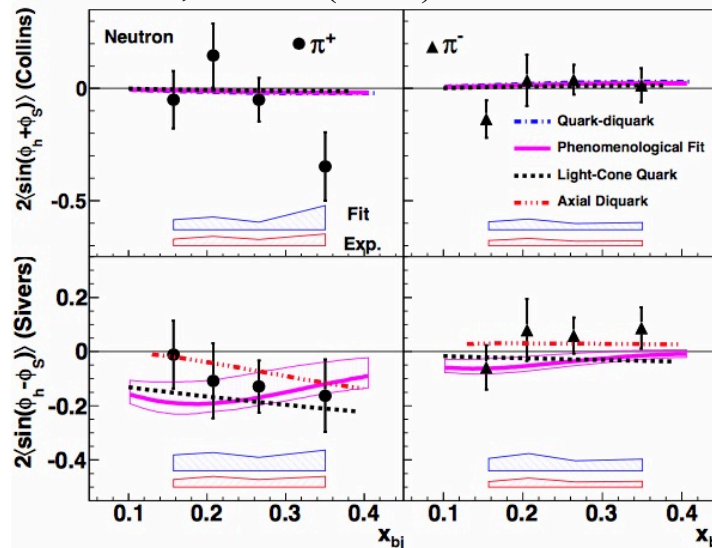 Neutron
π⁺
π⁻
2⟨sin(ϕₕ+ϕₛ)⟩ (Collins)
0
-0.5
Quark-diquark
Phenomenological Fit
Light-Cone Quark
Axial Diquark
Fit
Exp.
2⟨sin(ϕₕ-ϕₛ)⟩ (Sivers)
0.2
0
-0.2
-0.4
0.1 0.2 0.3 0.4 0.1 0.2 0.3 0.4
x_bj x_b